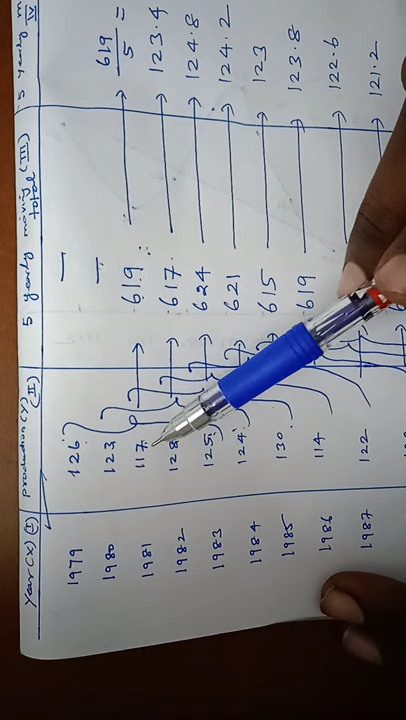 Year (X) (I) Production (Y) (II) 5 yearly moving (III) total 5 yearly m IV
1979 126 —
1980 123 —
1981 117 619 619/5 =
1982 128 617 123.4
1983 125 624 124.8
1984 124 621 124.2
1985 130 615 123
1986 114 619 123.8
1987 122 122.6
121.2